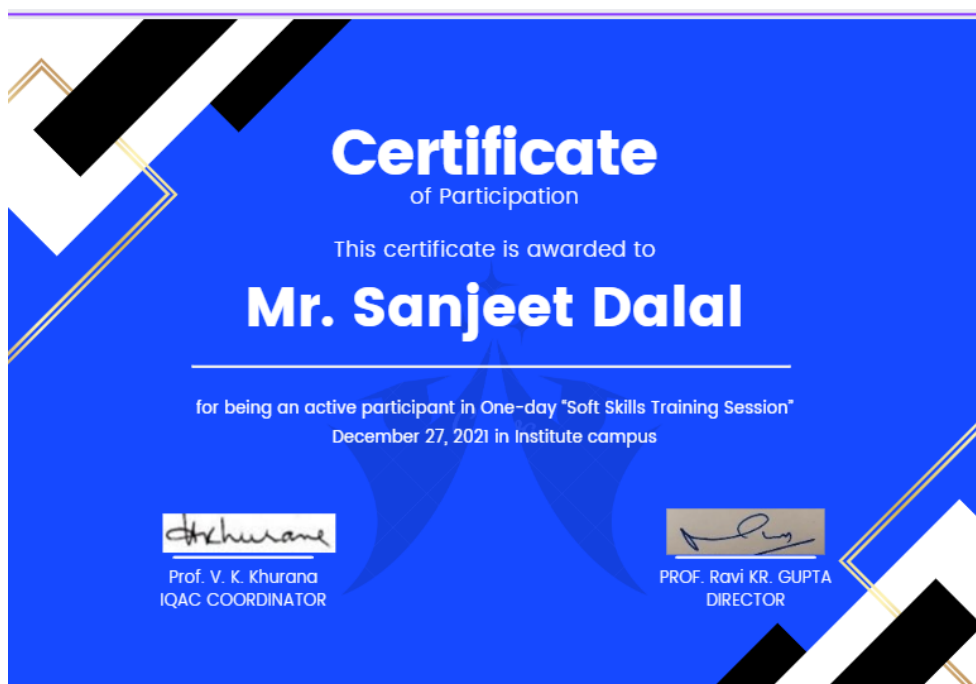 Certificate
of Participation
This certificate is awarded to
Mr. Sanjeet Dalal
for being an active participant in One-day "Soft Skills Training Session"
December 27, 2021 in Institute campus
Prof. V. K. Khurana
IQAC COORDINATOR
PROF. Ravi KR. GUPTA
DIRECTOR